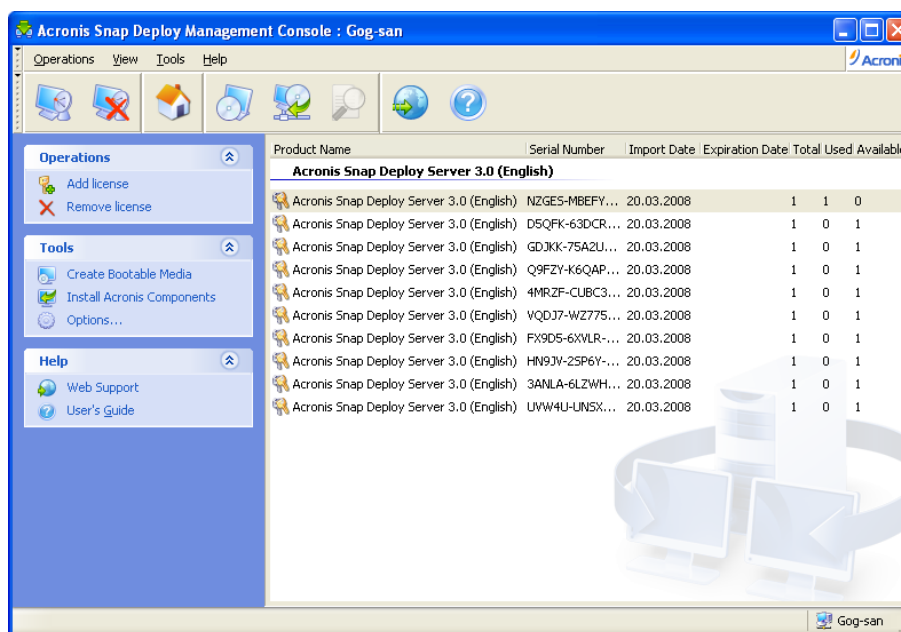 Acronis Snap Deploy Management Console : Gog-san
Operations View Tools Help
Acroni
Operations
Add license
Remove license
Tools
Create Bootable Media
Install Acronis Components
Options...
Help
Web Support
User's Guide
Product Name Serial Number Import Date Expiration Date Total Used Available
Acronis Snap Deploy Server 3.0 (English)
Acronis Snap Deploy Server 3.0 (English) NZGES-MBEFY... 20.03.2008 1 1 0
Acronis Snap Deploy Server 3.0 (English) D5QFK-63DCR... 20.03.2008 1 0 1
Acronis Snap Deploy Server 3.0 (English) GDJKK-75A2U... 20.03.2008 1 0 1
Acronis Snap Deploy Server 3.0 (English) Q9FZY-K6QAP... 20.03.2008 1 0 1
Acronis Snap Deploy Server 3.0 (English) 4MRZF-CUBC3... 20.03.2008 1 0 1
Acronis Snap Deploy Server 3.0 (English) VQDJ7-WZ775... 20.03.2008 1 0 1
Acronis Snap Deploy Server 3.0 (English) FX9D5-6XVLR-... 20.03.2008 1 0 1
Acronis Snap Deploy Server 3.0 (English) HN9JV-2SP6Y-... 20.03.2008 1 0 1
Acronis Snap Deploy Server 3.0 (English) 3ANLA-6LZWH... 20.03.2008 1 0 1
Acronis Snap Deploy Server 3.0 (English) UVW4U-UNSX... 20.03.2008 1 0 1
Gog-san